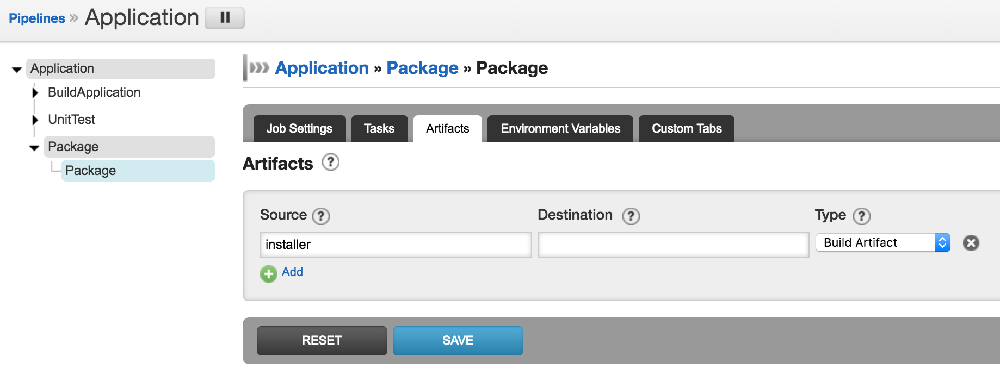 Pipelines » Application
Application
BuildApplication
UnitTest
Package
Package
Application » Package » Package
Job Settings
Tasks
Artifacts
Environment Variables
Custom Tabs
Artifacts ?
Source ?
Destination ?
Type ?
installer
Build Artifact
Add
RESET
SAVE